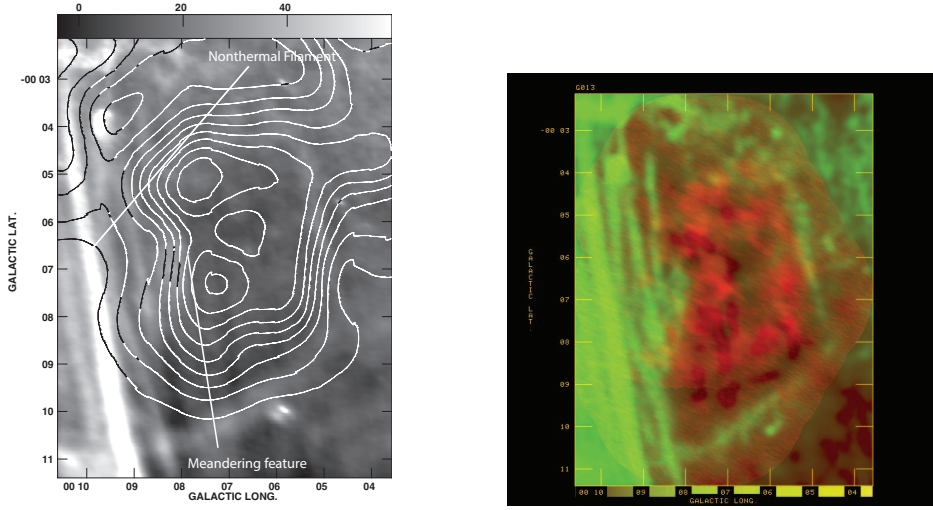 0 20 40
Nonthermal Filament
-00 03
04
05
06
07
08
09
10
11
GALACTIC LAT.
Meandering feature
00 10 09 08 07 06 05 04
GALACTIC LONG.
G013
-00 03
04
05
06
07
08
09
10
11
GALACTIC LAT.
00 10 09 08 07 06 05 04
GALACTIC LONG.